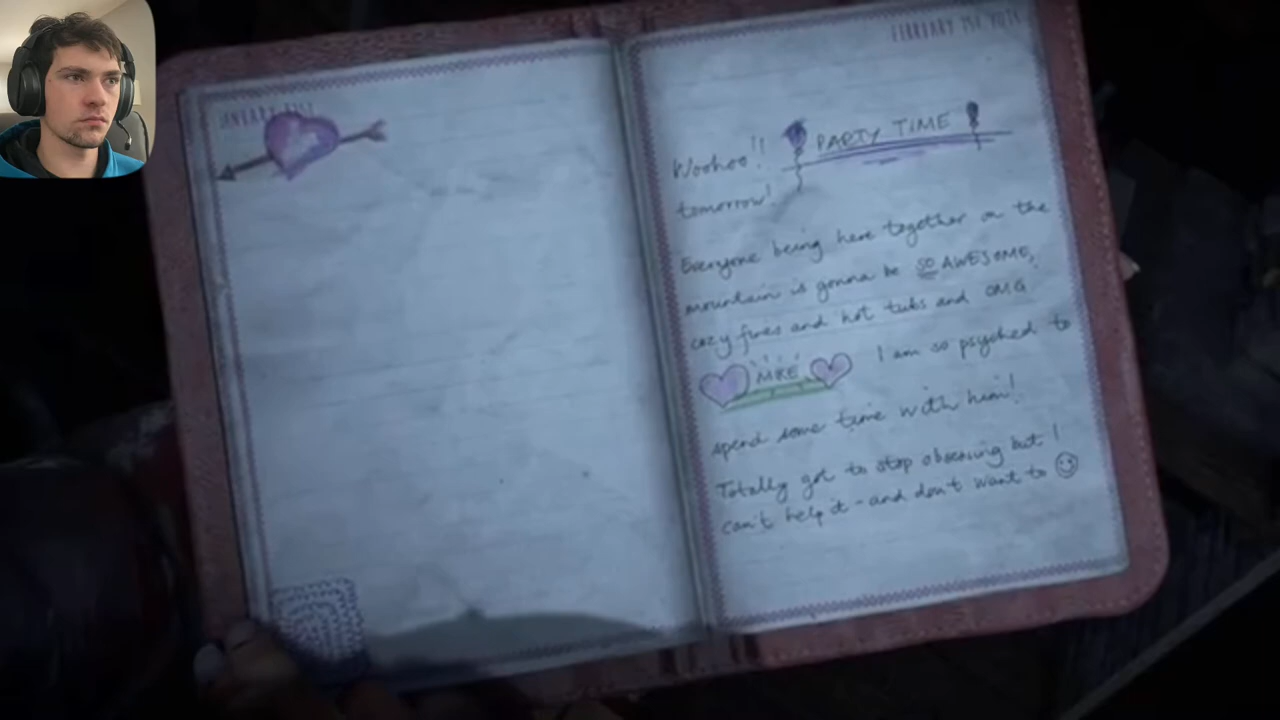 FEBRUARY 1ST
Woohoo!! PARTY TIME
tomorrow!
Everyone being here together on the
mountain is gonna be SO AWESOME,
cozy fires and hot tubs and OMG
MIKE I am so psyched to
spend some time with him!
Totally got to stop obsessing but I
can't help it - and don't want to